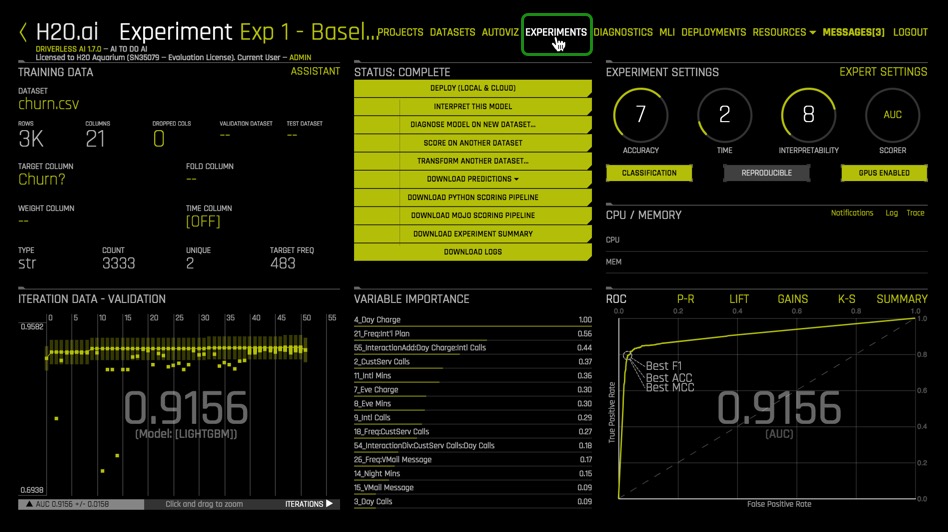 H2O.ai Experiment Exp 1 - Basel...
PROJECTS DATASETS AUTOVIZ EXPERIMENTS DIAGNOSTICS MLI DEPLOYMENTS RESOURCES MESSAGES[3] LOGOUT
DRIVERLESS AI 1.7.0 – AI TO DO AI
Licensed to H2O Aquarium (SN35079 – Evaluation License). Current User – ADMIN
TRAINING DATA ASSISTANT
DATASET
churn.csv
ROWS COLUMNS DROPPED COLS VALIDATION DATASET TEST DATASET
3K 21 0 -- --
TARGET COLUMN FOLD COLUMN
Churn? --
WEIGHT COLUMN TIME COLUMN
-- [OFF]
TYPE COUNT UNIQUE TARGET FREQ
str 3333 2 483
STATUS: COMPLETE
DEPLOY (LOCAL & CLOUD)
INTERPRET THIS MODEL
DIAGNOSE MODEL ON NEW DATASET...
SCORE ON ANOTHER DATASET
TRANSFORM ANOTHER DATASET...
DOWNLOAD PREDICTIONS
DOWNLOAD PYTHON SCORING PIPELINE
DOWNLOAD MOJO SCORING PIPELINE
DOWNLOAD EXPERIMENT SUMMARY
DOWNLOAD LOGS
EXPERIMENT SETTINGS EXPERT SETTINGS
7 2 8 AUC
ACCURACY TIME INTERPRETABILITY SCORER
CLASSIFICATION REPRODUCIBLE GPUS ENABLED
CPU / MEMORY Notifications Log Trace
CPU
MEM
ITERATION DATA - VALIDATION
0 5 10 15 20 25 30 35 40 45 50 55
0.9582
0.9156
(Model: [LIGHTGBM])
0.6938
AUC 0.9156 +/- 0.0158 Click and drag to zoom ITERATIONS
VARIABLE IMPORTANCE
4_Day Charge 1.00
21_Freq:Int'l Plan 0.55
55_InteractionAdd:Day Charge:Intl Calls 0.44
2_CustServ Calls 0.37
11_Intl Mins 0.36
7_Eve Charge 0.30
8_Eve Mins 0.30
9_Intl Calls 0.29
18_Freq:CustServ Calls 0.27
54_InteractionDiv:CustServ Calls:Day Calls 0.18
26_Freq:VMail Message 0.17
14_Night Mins 0.15
15_VMail Message 0.09
3_Day Calls 0.09
ROC P-R LIFT GAINS K-S SUMMARY
0.0 0.2 0.4 0.6 0.8 1.0
1.0
0.8
0.6
0.4
0.2
0.0
Best F1
Best ACC
Best MCC
0.9156
(AUC)
True Positive Rate
False Positive Rate